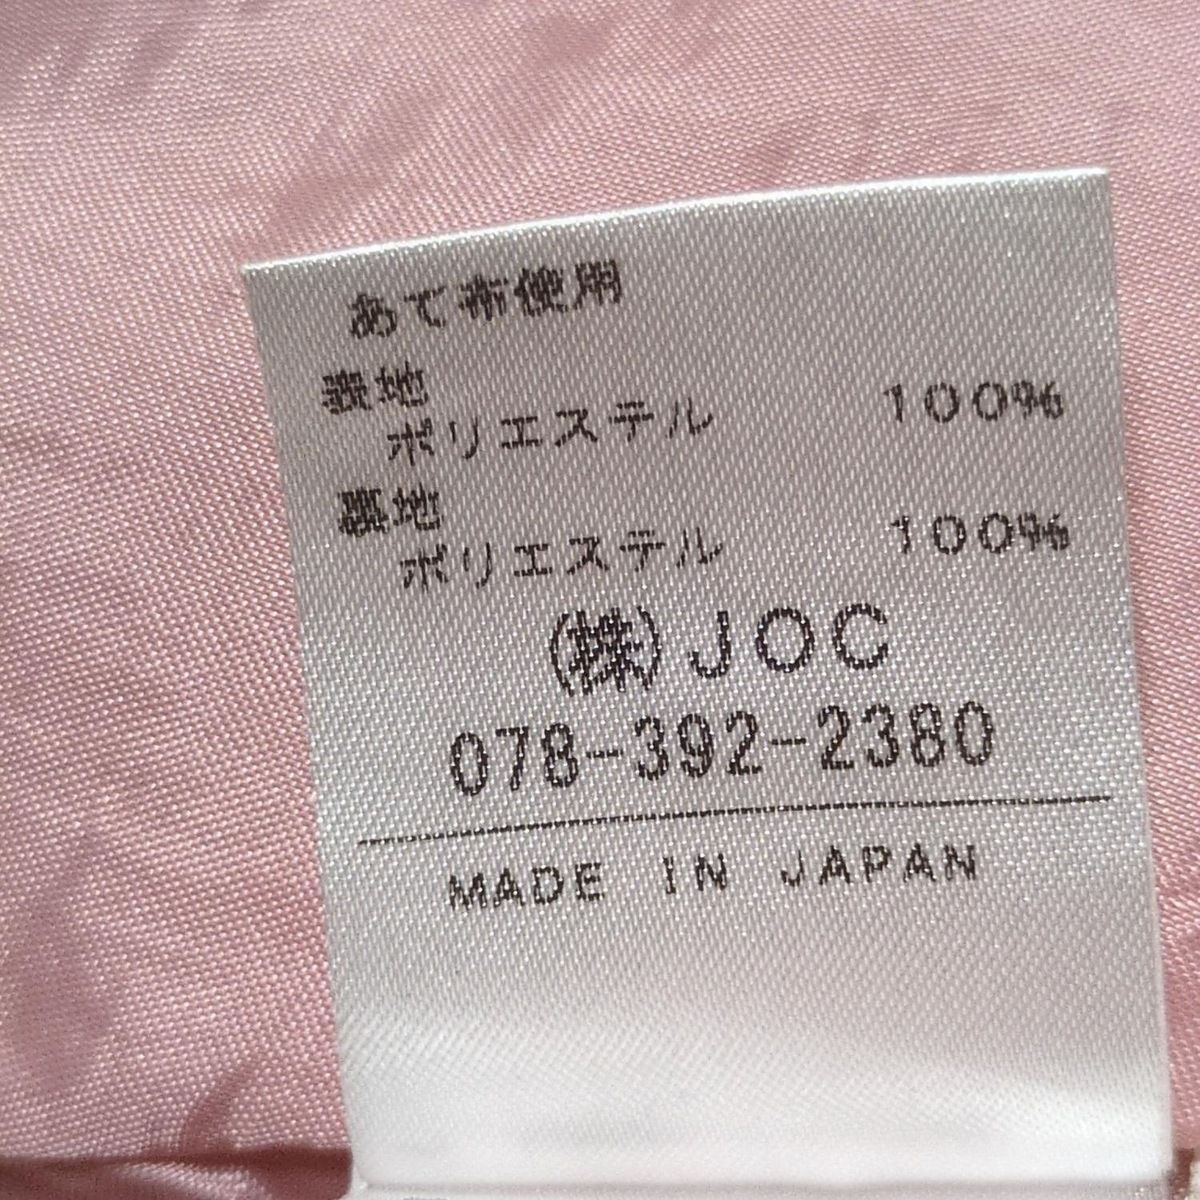 あて布使用
表地
ポリエステル 100%
裏地
ポリエステル 100%
(株)JOC
078-392-2380
MADE IN JAPAN